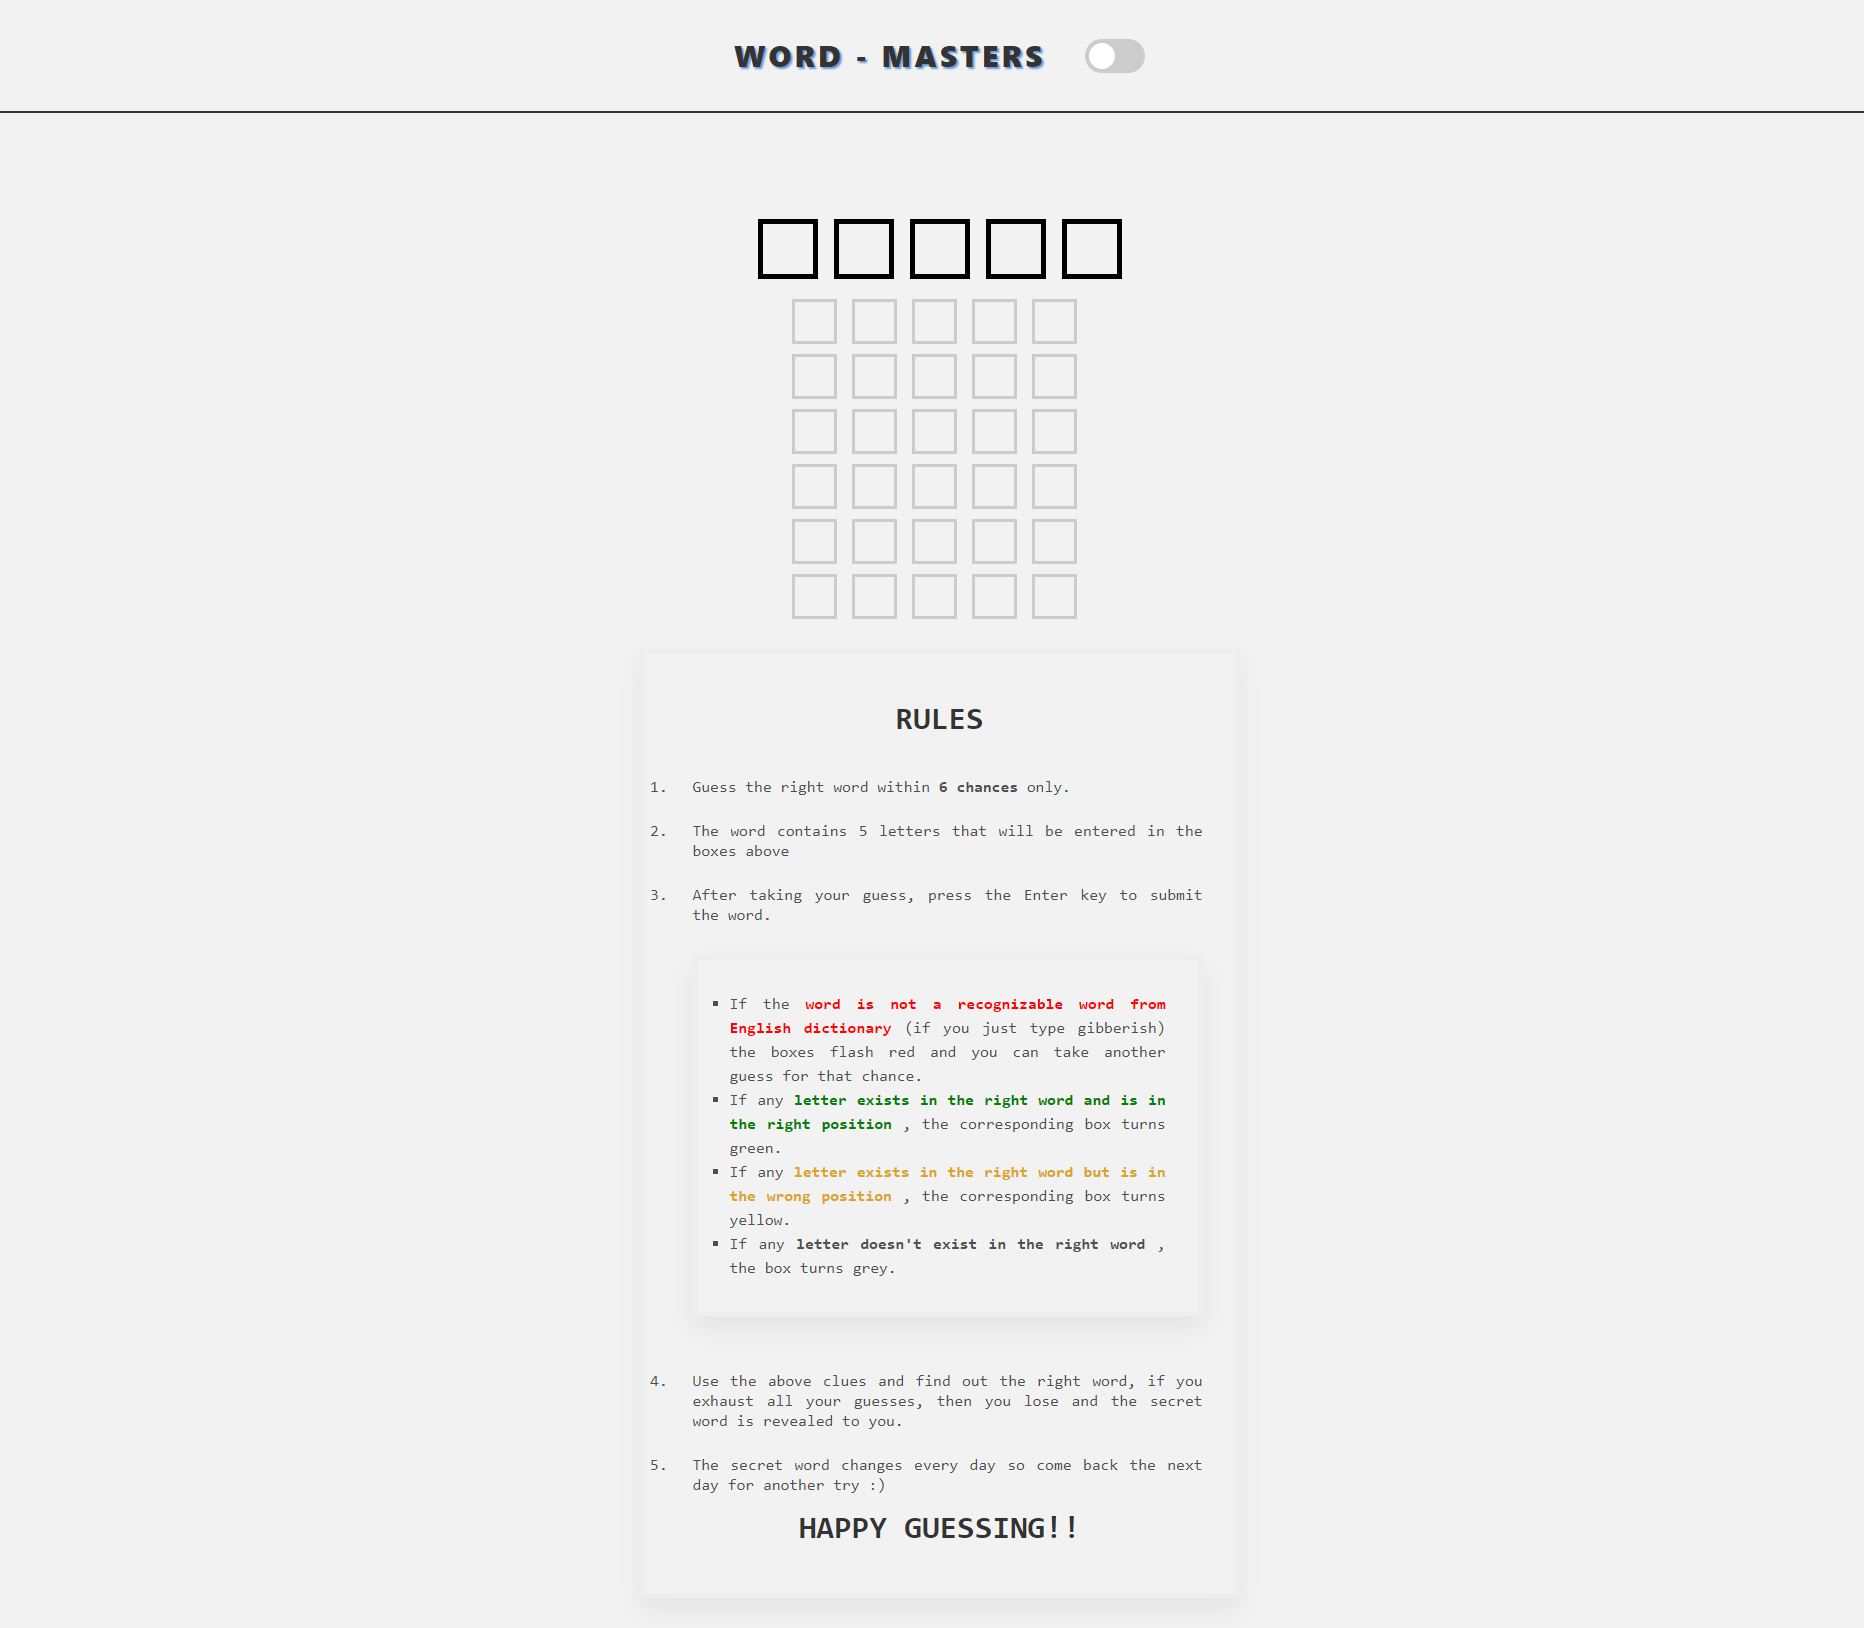 WORD - MASTERS
RULES
1. Guess the right word within 6 chances only.
2. The word contains 5 letters that will be entered in the
boxes above
3. After taking your guess, press the Enter key to submit
the word.
▪ If the word is not a recognizable word from
English dictionary (if you just type gibberish)
the boxes flash red and you can take another
guess for that chance.
▪ If any letter exists in the right word and is in
the right position , the corresponding box turns
green.
▪ If any letter exists in the right word but is in
the wrong position , the corresponding box turns
yellow.
▪ If any letter doesn't exist in the right word ,
the box turns grey.
4. Use the above clues and find out the right word, if you
exhaust all your guesses, then you lose and the secret
word is revealed to you.
5. The secret word changes every day so come back the next
day for another try :)
HAPPY GUESSING!!